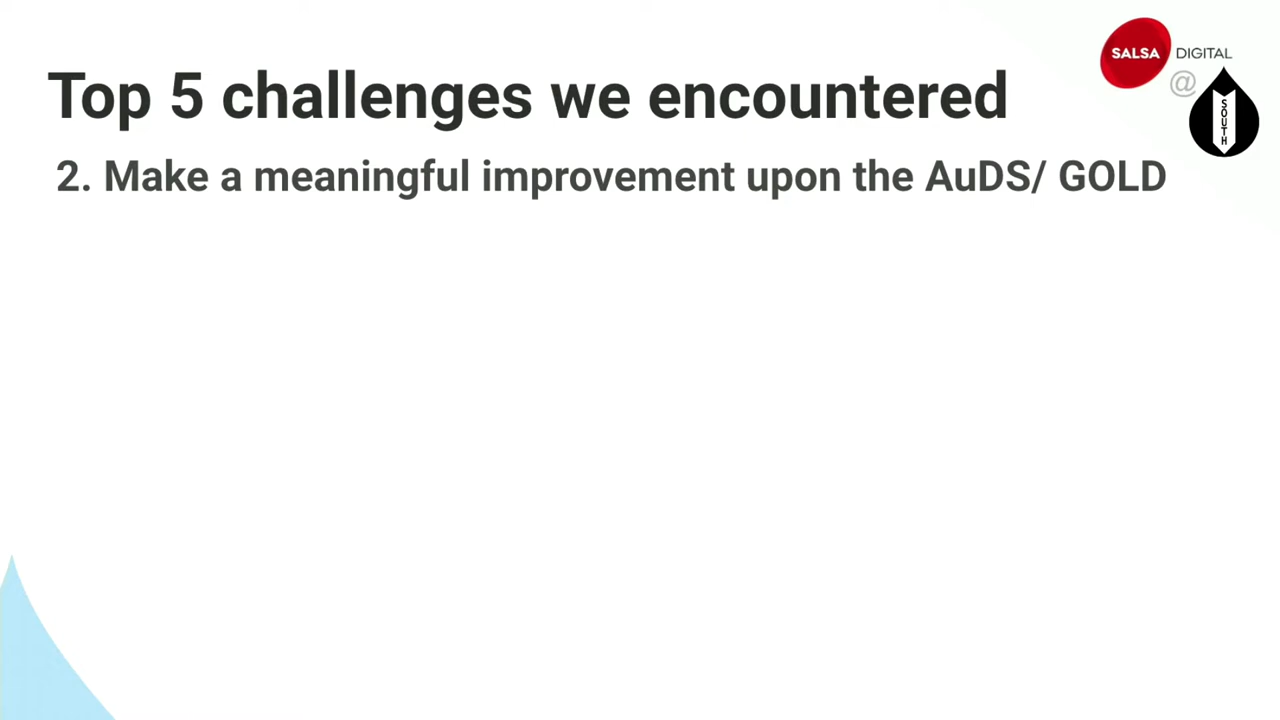 Top 5 challenges we encountered
SALSA DIGITAL
@
SOUTH
2. Make a meaningful improvement upon the AuDS/ GOLD